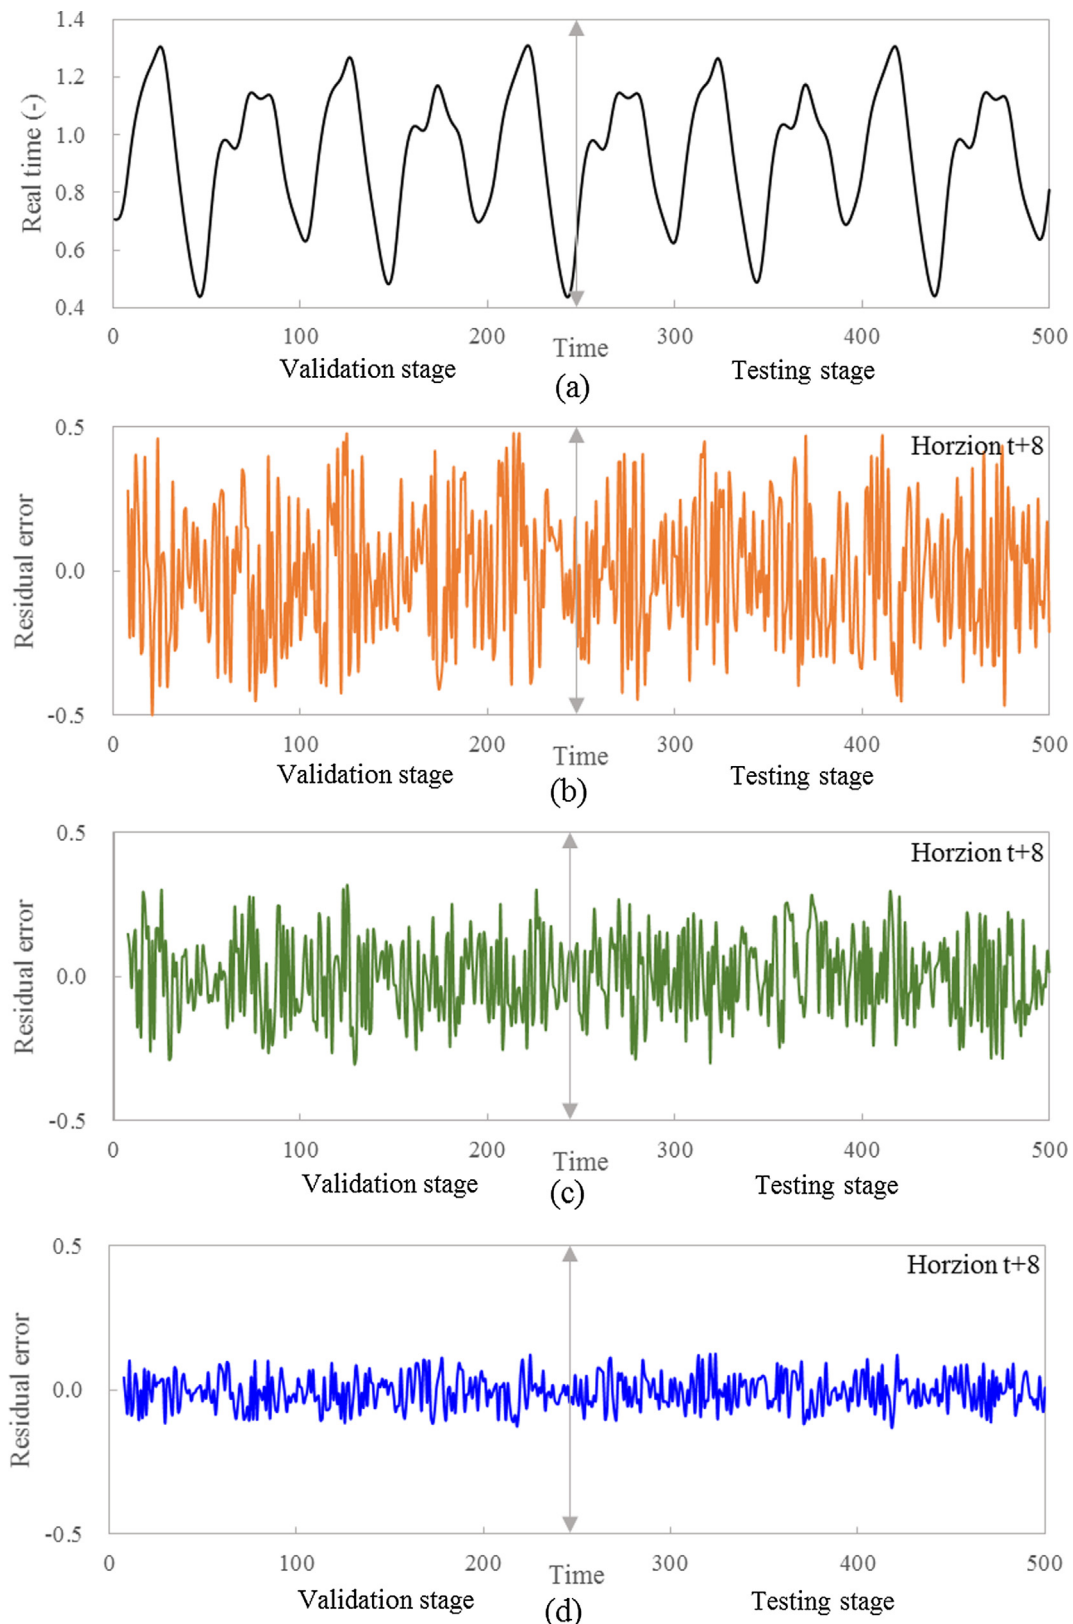 1.4
1.2
1.0
0.8
0.6
0.4
Real time (-)
0 100 200 300 400 500
Time
Validation stage Testing stage
(a)
0.5
0.0
-0.5
Residual error
Horzion t+8
0 100 200 300 400 500
Time
Validation stage Testing stage
(b)
0.5
0.0
-0.5
Residual error
Horzion t+8
0 100 200 300 400 500
Time
Validation stage Testing stage
(c)
0.5
0.0
-0.5
Residual error
Horzion t+8
0 100 200 300 400 500
Time
Validation stage Testing stage
(d)